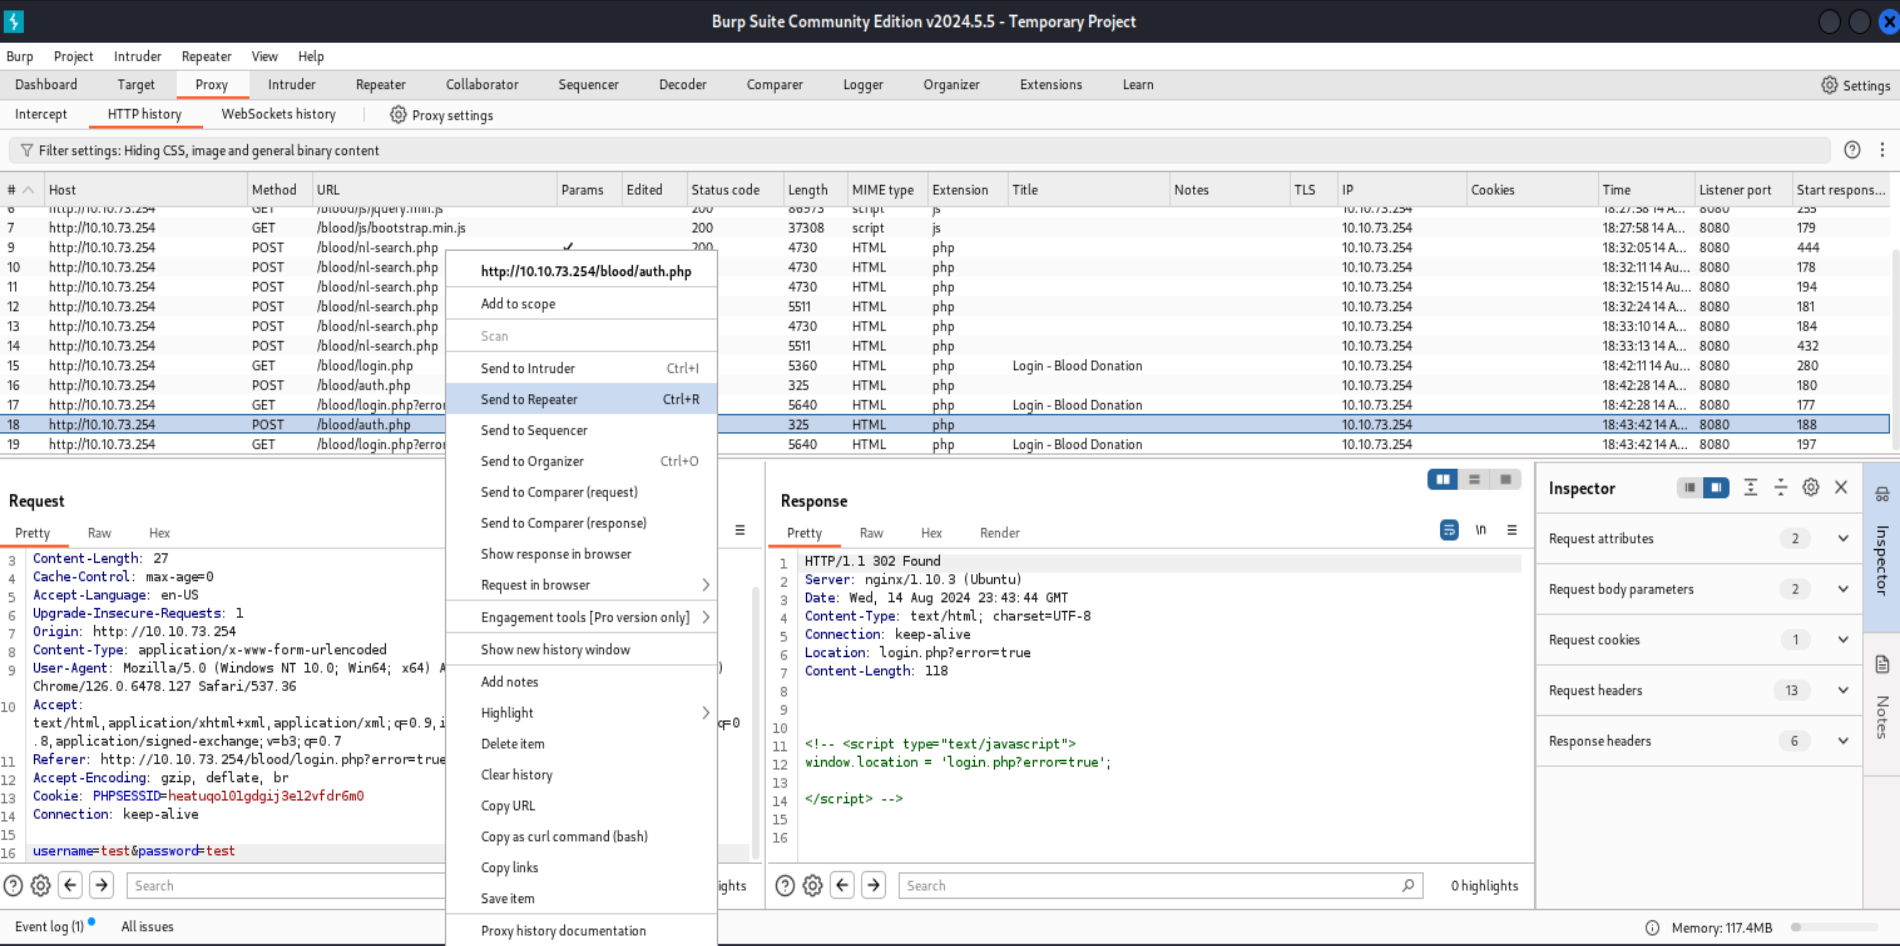 Burp Suite Community Edition v2024.5.5 - Temporary Project
Burp Project Intruder Repeater View Help
Dashboard Target Proxy Intruder Repeater Collaborator Sequencer Decoder Comparer Logger Organizer Extensions Learn Settings
Intercept HTTP history WebSockets history Proxy settings
Filter settings: Hiding CSS, image and general binary content
# Host Method URL Params Edited Status code Length MIME type Extension Title Notes TLS IP Cookies Time Listener port Start respons...
6 http://10.10.73.254 GET /blood/js/jquery.min.js 200 86973 script js 10.10.73.254 18:27:58 14 A... 8080 255
7 http://10.10.73.254 GET /blood/js/bootstrap.min.js 200 37308 script js 10.10.73.254 18:27:58 14 A... 8080 179
9 http://10.10.73.254 POST /blood/nl-search.php ✓ 200 4730 HTML php 10.10.73.254 18:32:05 14 A... 8080 444
10 http://10.10.73.254 POST /blood/nl-search.php 4730 HTML php 10.10.73.254 18:32:11 14 Au... 8080 178
11 http://10.10.73.254 POST /blood/nl-search.php 4730 HTML php 10.10.73.254 18:32:15 14 Au... 8080 194
12 http://10.10.73.254 POST /blood/nl-search.php 5511 HTML php 10.10.73.254 18:32:24 14 A... 8080 181
13 http://10.10.73.254 POST /blood/nl-search.php 4730 HTML php 10.10.73.254 18:33:10 14 A... 8080 184
14 http://10.10.73.254 POST /blood/nl-search.php 5511 HTML php 10.10.73.254 18:33:13 14 A... 8080 432
15 http://10.10.73.254 GET /blood/login.php 5360 HTML php Login - Blood Donation 10.10.73.254 18:42:11 14 Au... 8080 280
16 http://10.10.73.254 POST /blood/auth.php 325 HTML php 10.10.73.254 18:42:28 14 A... 8080 180
17 http://10.10.73.254 GET /blood/login.php?error 5640 HTML php Login - Blood Donation 10.10.73.254 18:42:28 14 A... 8080 177
18 http://10.10.73.254 POST /blood/auth.php 325 HTML php 10.10.73.254 18:43:42 14 A... 8080 188
19 http://10.10.73.254 GET /blood/login.php?error 5640 HTML php Login - Blood Donation 10.10.73.254 18:43:42 14 A... 8080 197
http://10.10.73.254/blood/auth.php
Add to scope
Scan
Send to Intruder Ctrl+I
Send to Repeater Ctrl+R
Send to Sequencer
Send to Organizer Ctrl+O
Send to Comparer (request)
Send to Comparer (response)
Show response in browser
Request in browser
Engagement tools [Pro version only]
Show new history window
Add notes
Highlight
Delete item
Clear history
Copy URL
Copy as curl command (bash)
Copy links
Save item
Proxy history documentation
Request
Pretty Raw Hex
3 Content-Length: 27
4 Cache-Control: max-age=0
5 Accept-Language: en-US
6 Upgrade-Insecure-Requests: 1
7 Origin: http://10.10.73.254
8 Content-Type: application/x-www-form-urlencoded
9 User-Agent: Mozilla/5.0 (Windows NT 10.0; Win64; x64) A )
Chrome/126.0.6478.127 Safari/537.36
10 Accept:
text/html,application/xhtml+xml,application/xml;q=0.9,i q=0
.8,application/signed-exchange;v=b3;q=0.7
11 Referer: http://10.10.73.254/blood/login.php?error=true
12 Accept-Encoding: gzip, deflate, br
13 Cookie: PHPSESSID=heatuqo101gdgij3e12vfdr6m0
14 Connection: keep-alive
15
16 username=test&password=test
Search
ights
Response
Pretty Raw Hex Render
\n
1 HTTP/1.1 302 Found
2 Server: nginx/1.10.3 (Ubuntu)
3 Date: Wed, 14 Aug 2024 23:43:44 GMT
4 Content-Type: text/html; charset=UTF-8
5 Connection: keep-alive
6 Location: login.php?error=true
7 Content-Length: 118
8
9
10
11 <!-- <script type="text/javascript">
12 window.location = 'login.php?error=true';
13
14 </script> -->
15
16
Search
0 highlights
Inspector
Request attributes 2
Request body parameters 2
Request cookies 1
Request headers 13
Response headers 6
Inspector
Notes
Event log (1) All issues
Memory: 117.4MB